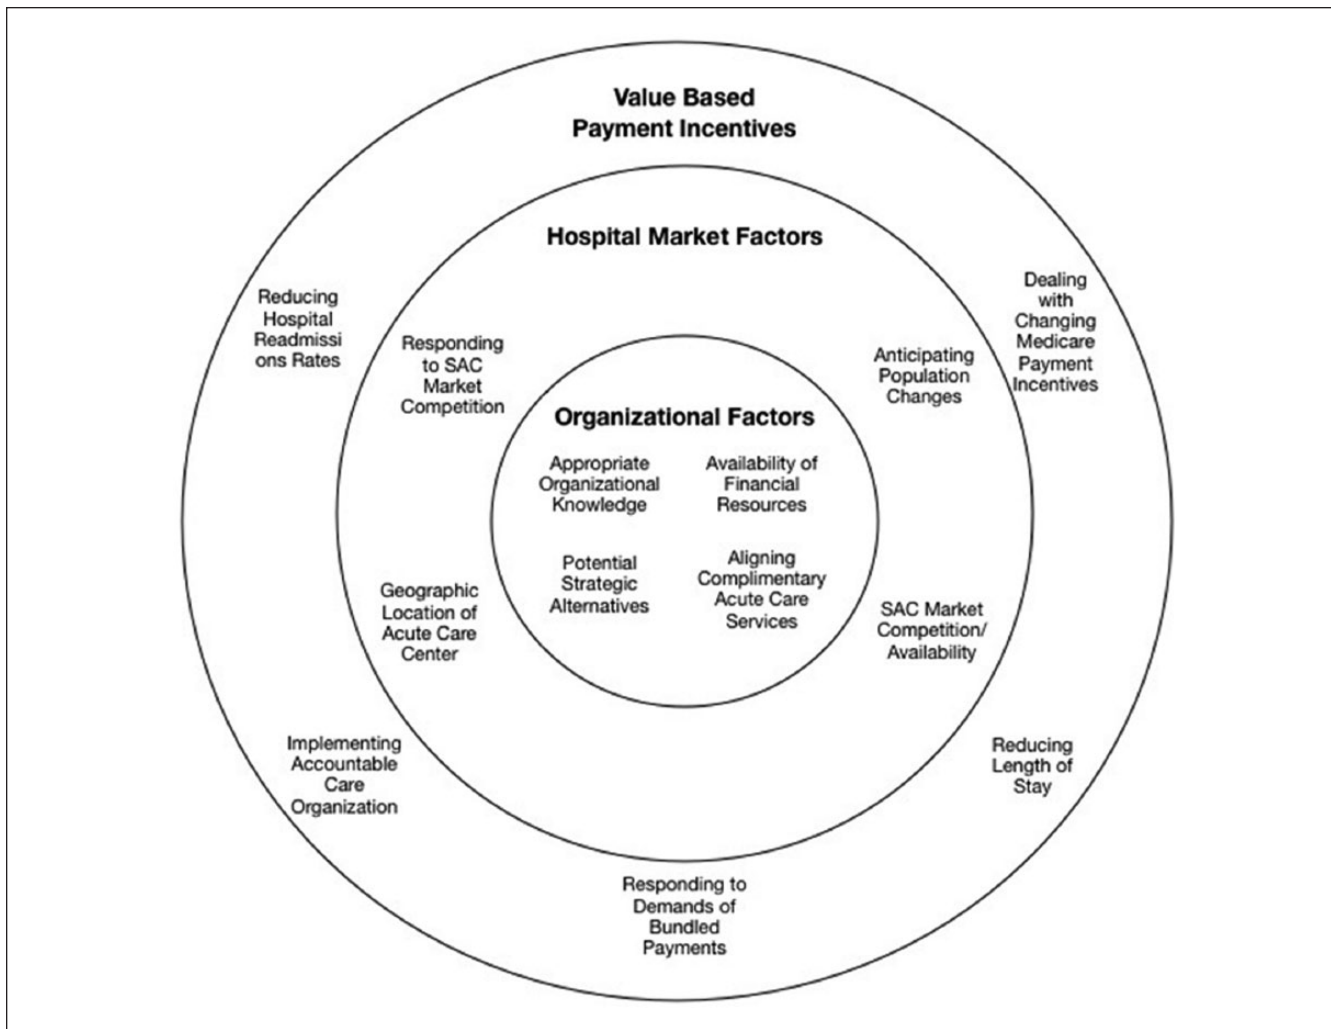 Value Based
Payment Incentives
Hospital Market Factors
Reducing
Hospital
Readmissi
ons Rates
Dealing
with
Changing
Medicare
Payment
Incentives
Responding
to SAC
Market
Competition
Anticipating
Population
Changes
Organizational Factors
Appropriate
Organizational
Knowledge
Availability of
Financial
Resources
Potential
Strategic
Alternatives
Aligning
Complimentary
Acute Care
Services
Geographic
Location of
Acute Care
Center
SAC Market
Competition/
Availability
Implementing
Accountable
Care
Organization
Reducing
Length of
Stay
Responding to
Demands of
Bundled
Payments